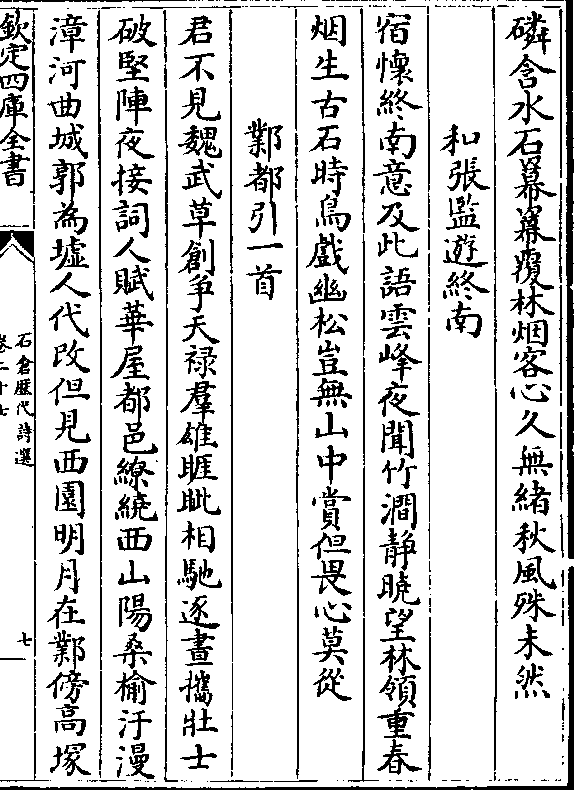 磷含水石幂幂覆林烟客心久無緒秋風殊未然
和張監遊終南
宿懷終南意及此語雲峰夜聞竹澗静曉望林嶺重春
烟生古石時鳥戲幽松豈無山中賞但畏心莫從
鄴都引一首
君不見魏武草創爭天禄羣雄睚眦相馳逐晝攜壯士
破堅陣夜接詞人賦華屋都邑繚繞西山陽桑榆汗漫
漳河曲城郭為墟人代改但見西園明月在鄴傍高塚
欽定四庫全書
石倉歴代詩選
卷二十七
七